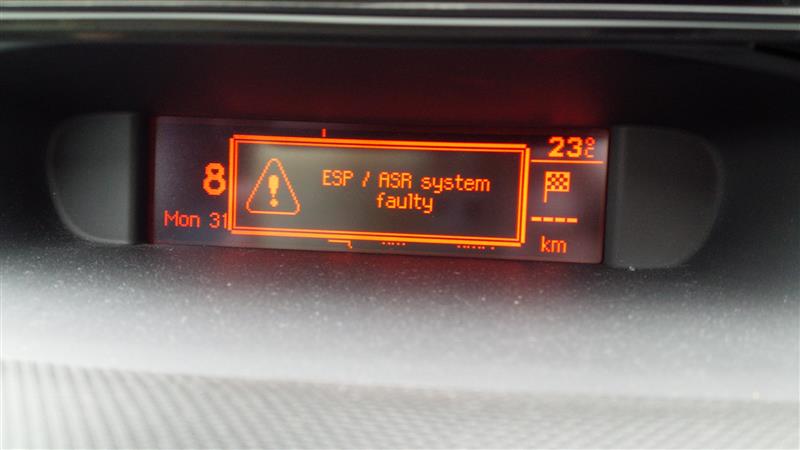 23°C
8
ESP / ASR system
faulty
Mon 31
----
km